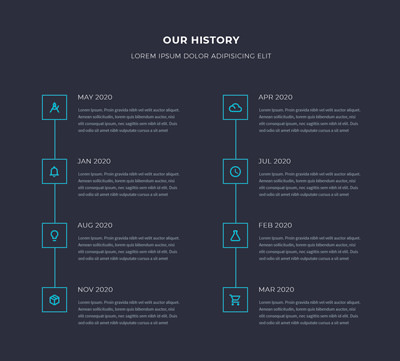 OUR HISTORY
LOREM IPSUM DOLOR ADIPISICING ELIT
MAY 2020
Lorem ipsum. Proin gravida nibh vel velit auctor aliquet.
Aenean sollicitudin, lorem quis bibendum auctor, nisi elit
consequat ipsum, nec sagittis sem nibh id elit. Duis
sed odio sit amet nibh vulputate cursus a sit amet
JAN 2020
Lorem ipsum. Proin gravida nibh vel velit auctor aliquet.
Aenean sollicitudin, lorem quis bibendum auctor, nisi elit
consequat ipsum, nec sagittis sem nibh id elit. Duis
sed odio sit amet nibh vulputate cursus a sit amet
AUG 2020
Lorem ipsum. Proin gravida nibh vel velit auctor aliquet.
Aenean sollicitudin, lorem quis bibendum auctor, nisi elit
consequat ipsum, nec sagittis sem nibh id elit. Duis
sed odio sit amet nibh vulputate cursus a sit amet
NOV 2020
Lorem ipsum. Proin gravida nibh vel velit auctor aliquet.
Aenean sollicitudin, lorem quis bibendum auctor, nisi elit
consequat ipsum, nec sagittis sem nibh id elit. Duis
sed odio sit amet nibh vulputate cursus a sit amet
APR 2020
Lorem ipsum. Proin gravida nibh vel velit auctor aliquet.
Aenean sollicitudin, lorem quis bibendum auctor, nisi elit
consequat ipsum, nec sagittis sem nibh id elit. Duis
sed odio sit amet nibh vulputate cursus a sit amet
JUL 2020
Lorem ipsum. Proin gravida nibh vel velit auctor aliquet.
Aenean sollicitudin, lorem quis bibendum auctor, nisi elit
consequat ipsum, nec sagittis sem nibh id elit. Duis
sed odio sit amet nibh vulputate cursus a sit amet
FEB 2020
Lorem ipsum. Proin gravida nibh vel velit auctor aliquet.
Aenean sollicitudin, lorem quis bibendum auctor, nisi elit
consequat ipsum, nec sagittis sem nibh id elit. Duis
sed odio sit amet nibh vulputate cursus a sit amet
MAR 2020
Lorem ipsum. Proin gravida nibh vel velit auctor aliquet.
Aenean sollicitudin, lorem quis bibendum auctor, nisi elit
consequat ipsum, nec sagittis sem nibh id elit. Duis
sed odio sit amet nibh vulputate cursus a sit amet